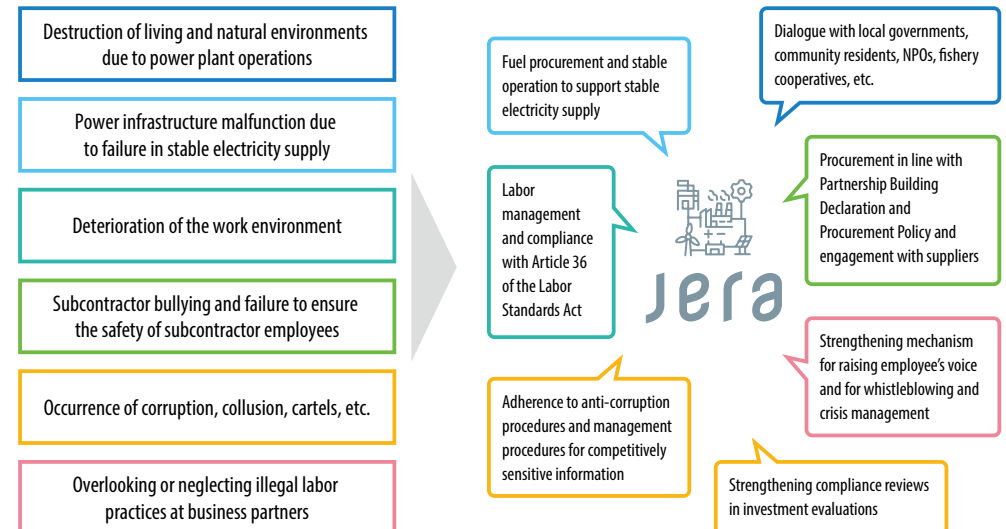 Destruction of living and natural environments
due to power plant operations
Power infrastructure malfunction due
to failure in stable electricity supply
Deterioration of the work environment
Subcontractor bullying and failure to ensure
the safety of subcontractor employees
Occurrence of corruption, collusion, cartels, etc.
Overlooking or neglecting illegal labor
practices at business partners
Fuel procurement and stable
operation to support stable
electricity supply
Dialogue with local governments,
community residents, NPOs, fishery
cooperatives, etc.
Labor
management
and compliance
with Article 36
of the Labor
Standards Act
Jera
Procurement in line with
Partnership Building
Declaration and
Procurement Policy and
engagement with suppliers
Strengthening mechanism
for raising employee's voice
and for whistleblowing and
crisis management
Adherence to anti-corruption
procedures and management
procedures for competitively
sensitive information
Strengthening compliance reviews
in investment evaluations